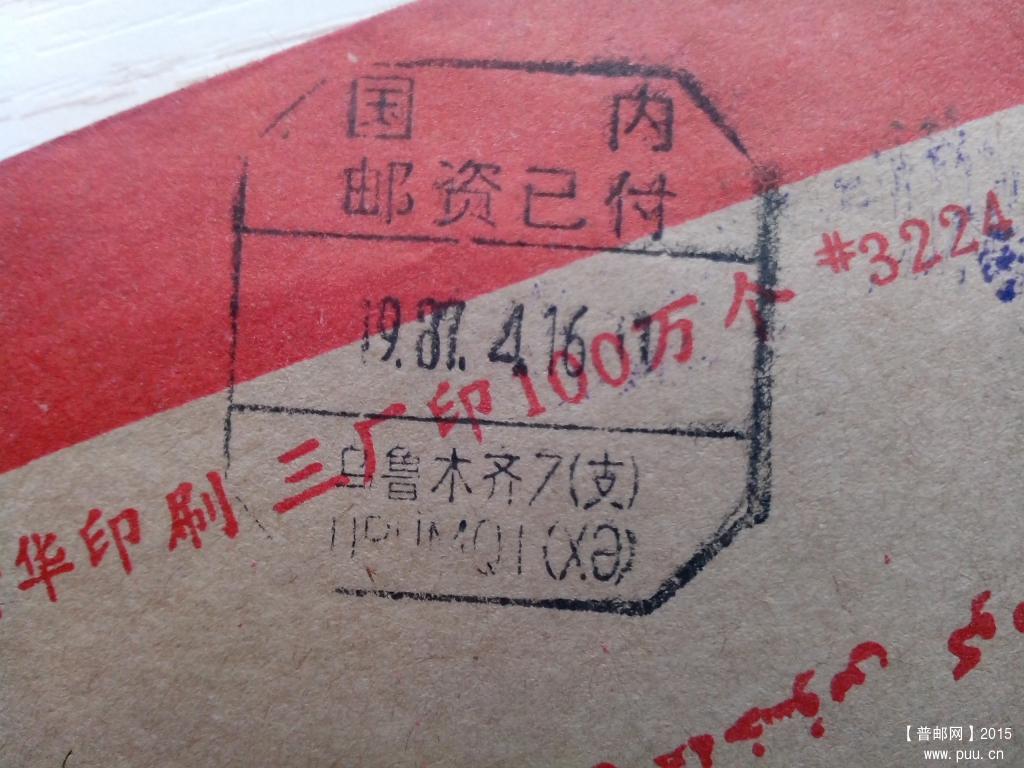 国 内
邮资已付
19.87. 4.16 17
乌鲁木齐7(支)
URUMQI(X.Ə)
华印刷三厂印100万个 #3224
【普邮网】2015
www.puu.cn